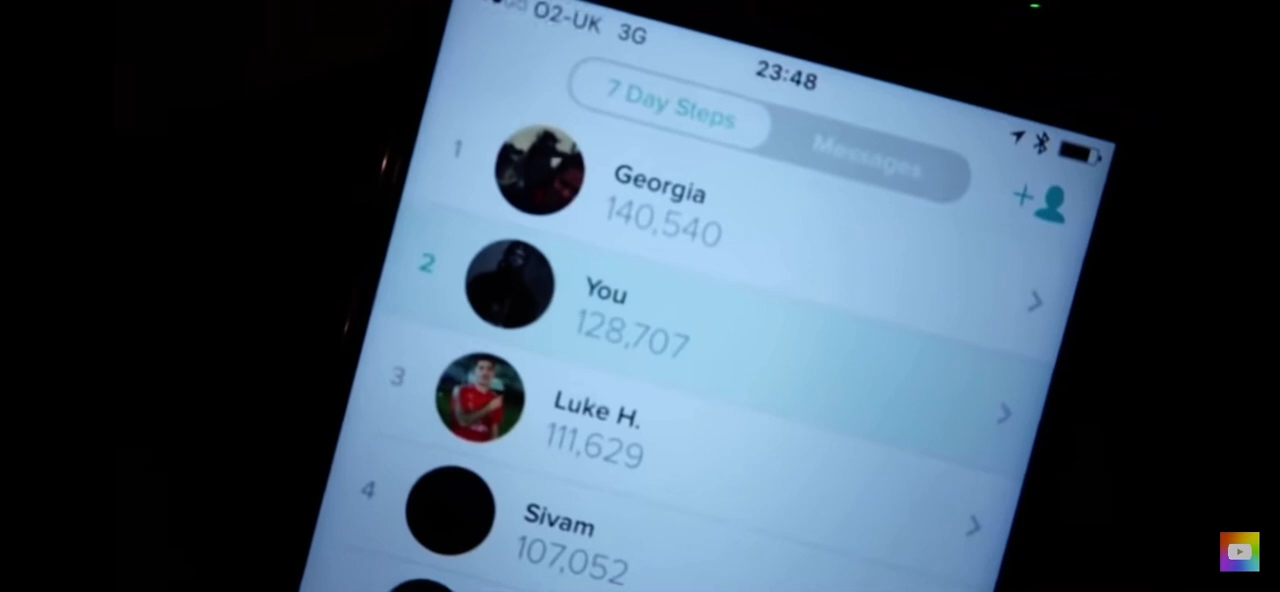 O2-UK 3G 23:48
7 Day Steps Messages
1 Georgia
140,540
2 You
128,707
3 Luke H.
111,629
4 Sivam
107,052